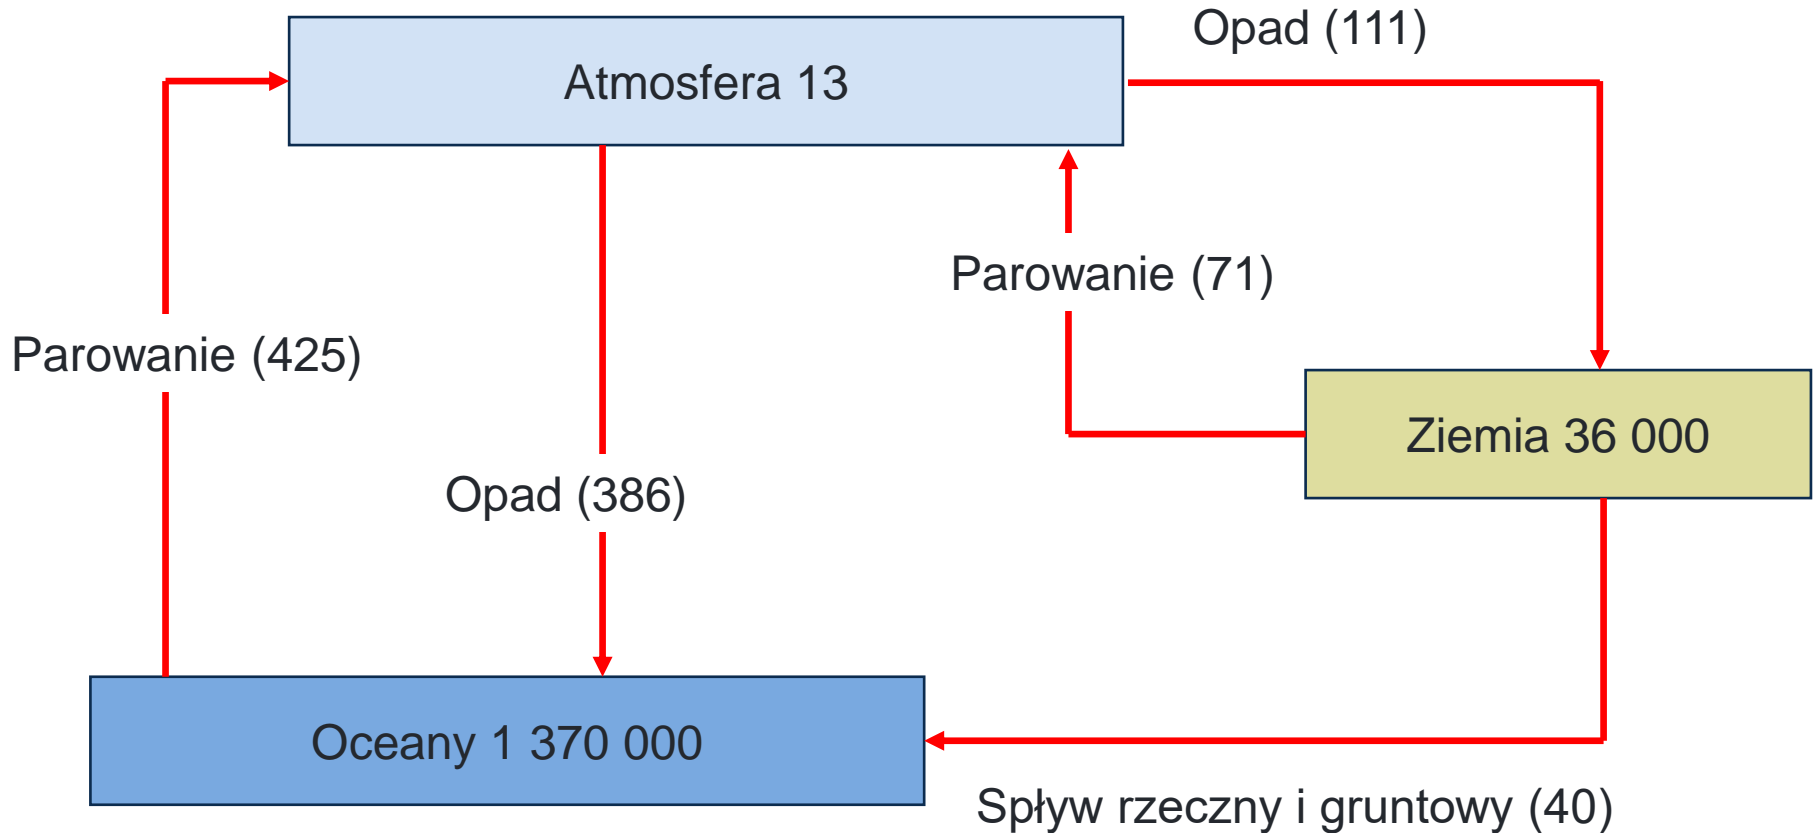 Opad (111)
Atmosfera 13
Parowanie (71)
Parowanie (425)
Ziemia 36 000
Opad (386)
Oceany 1 370 000
Spływ rzeczny i gruntowy (40)